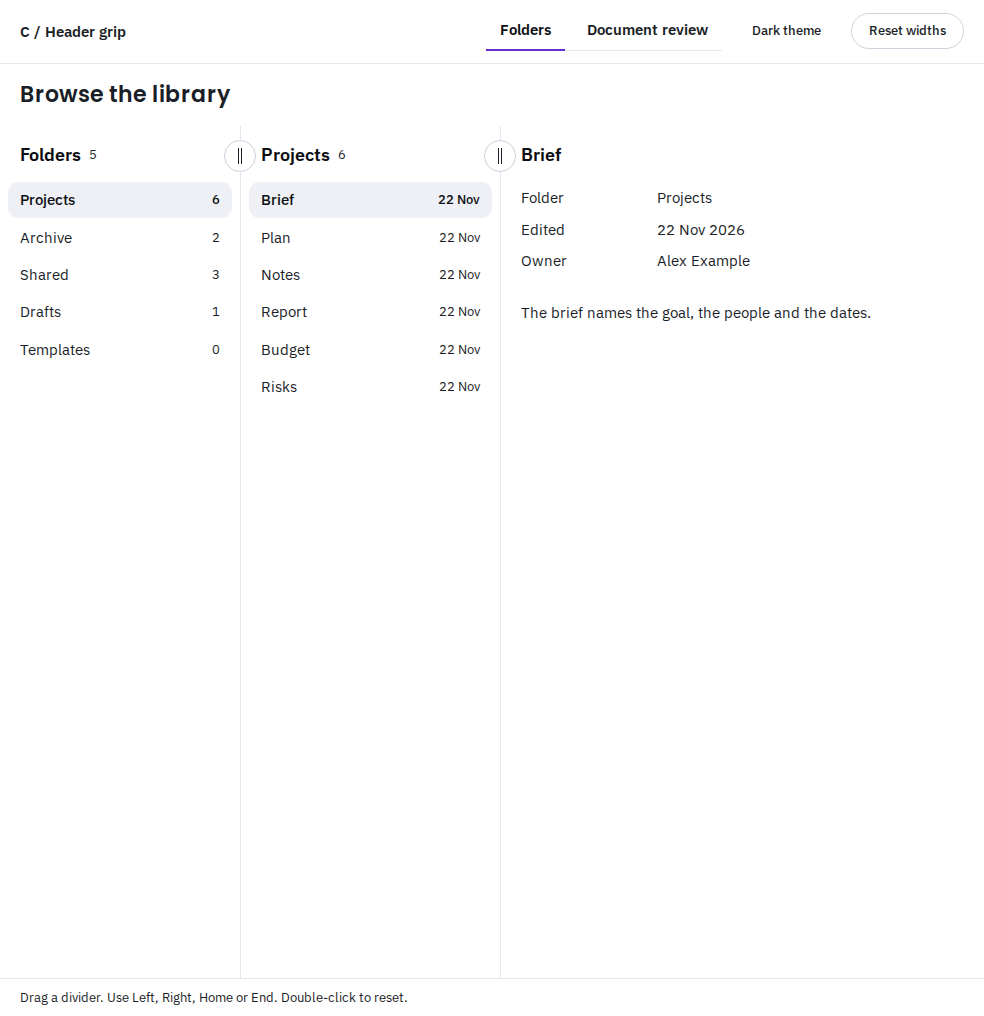 C / Header grip
Folders Document review Dark theme Reset widths
Browse the library
Folders 5
Projects 6
Archive 2
Shared 3
Drafts 1
Templates 0
Projects 6
Brief 22 Nov
Plan 22 Nov
Notes 22 Nov
Report 22 Nov
Budget 22 Nov
Risks 22 Nov
Brief
Folder Projects
Edited 22 Nov 2026
Owner Alex Example
The brief names the goal, the people and the dates.
Drag a divider. Use Left, Right, Home or End. Double-click to reset.